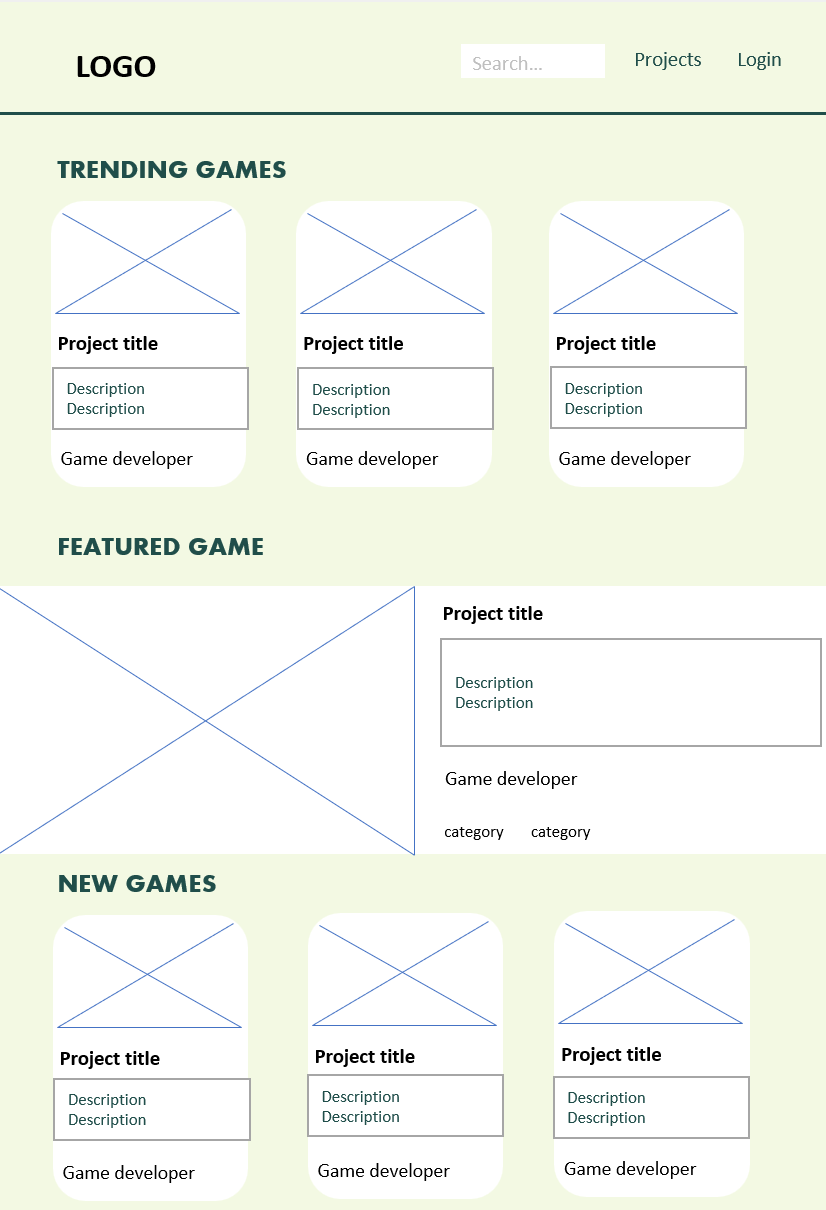 LOGO
Search...
Projects
Login
TRENDING GAMES
Project title
Description
Description
Game developer
Project title
Description
Description
Game developer
Project title
Description
Description
Game developer
FEATURED GAME
Project title
Description
Description
Game developer
category category
NEW GAMES
Project title
Description
Description
Game developer
Project title
Description
Description
Game developer
Project title
Description
Description
Game developer